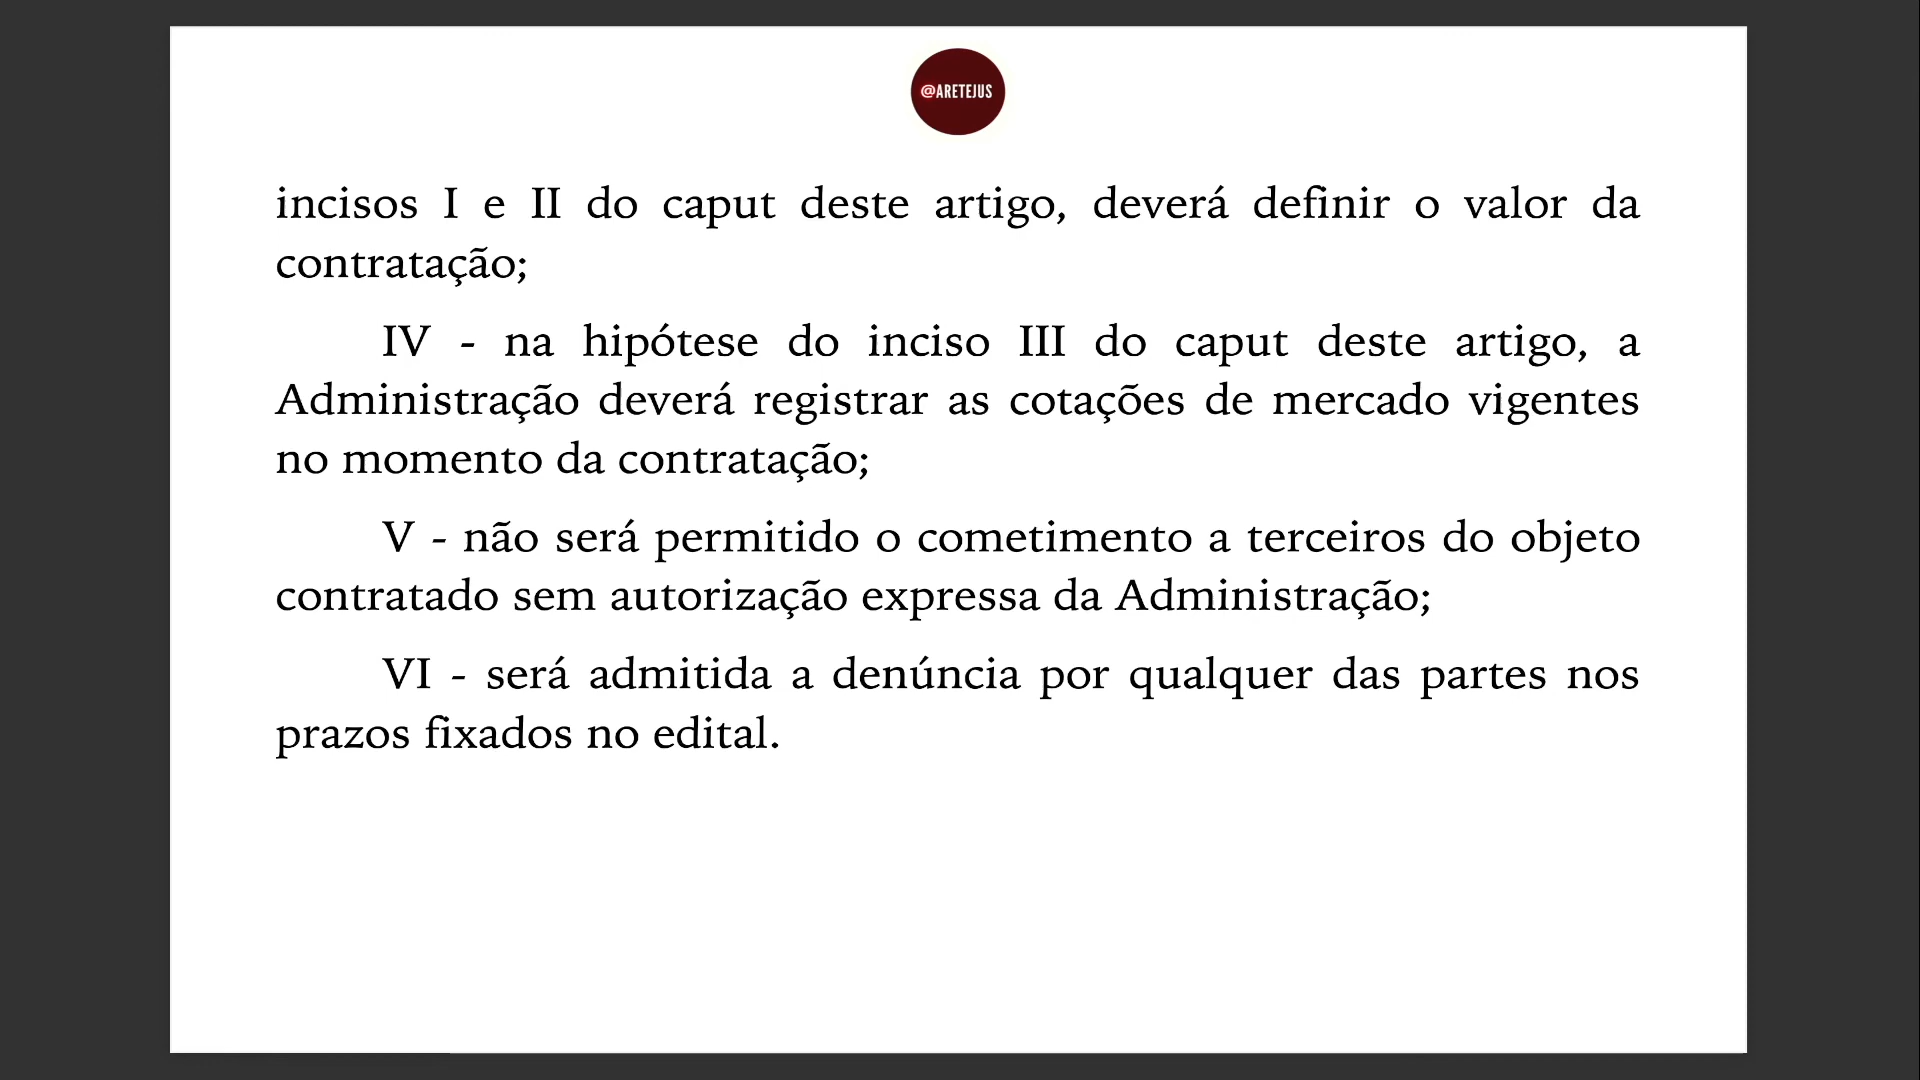 @ARETEJUS
incisos I e II do caput deste artigo, deverá definir o valor da
contratação;
IV - na hipótese do inciso III do caput deste artigo, a
Administração deverá registrar as cotações de mercado vigentes
no momento da contratação;
V - não será permitido o cometimento a terceiros do objeto
contratado sem autorização expressa da Administração;
VI - será admitida a denúncia por qualquer das partes nos
prazos fixados no edital.